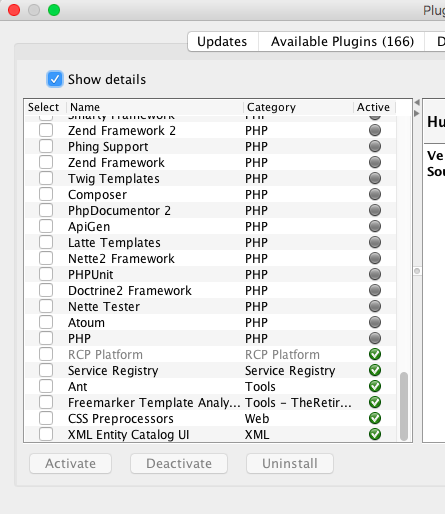 Plug
Updates Available Plugins (166) D
Show details
Select Name Category Active
Smarty Framework PHP
Zend Framework 2 PHP
Phing Support PHP
Zend Framework PHP
Twig Templates PHP
Composer PHP
PhpDocumentor 2 PHP
ApiGen PHP
Latte Templates PHP
Nette2 Framework PHP
PHPUnit PHP
Doctrine2 Framework PHP
Nette Tester PHP
Atoum PHP
PHP PHP
RCP Platform RCP Platform
Service Registry Service Registry
Ant Tools
Freemarker Template Analy... Tools - TheRetir...
CSS Preprocessors Web
XML Entity Catalog UI XML
Hu
Ve
Sou
Activate Deactivate Uninstall